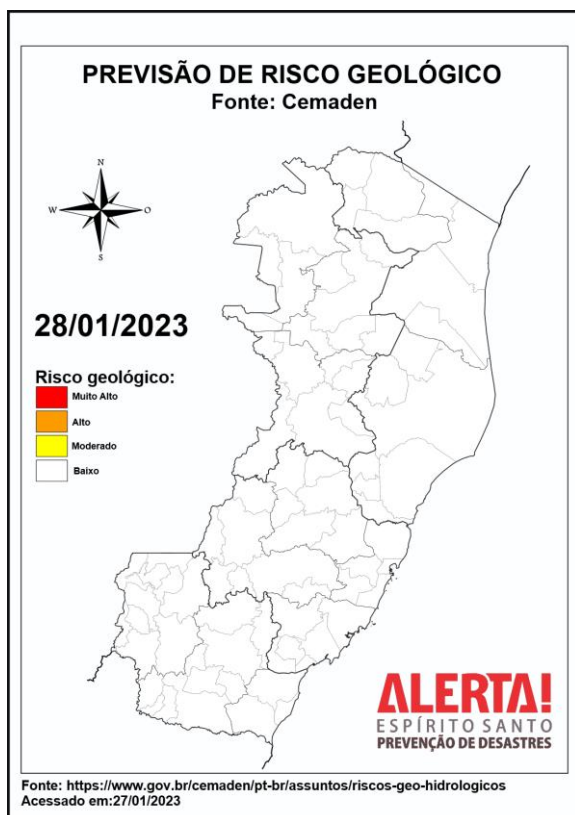 PREVISÃO DE RISCO GEOLÓGICO
Fonte: Cemaden
N
W
O
S
28/01/2023
Risco geológico:
Muito Alto
Alto
Moderado
Baixo
ALERTA!
ESPÍRITO SANTO
PREVENÇÃO DE DESASTRES
Fonte: https://www.gov.br/cemaden/pt-br/assuntos/riscos-geo-hidrologicos
Acessado em:27/01/2023